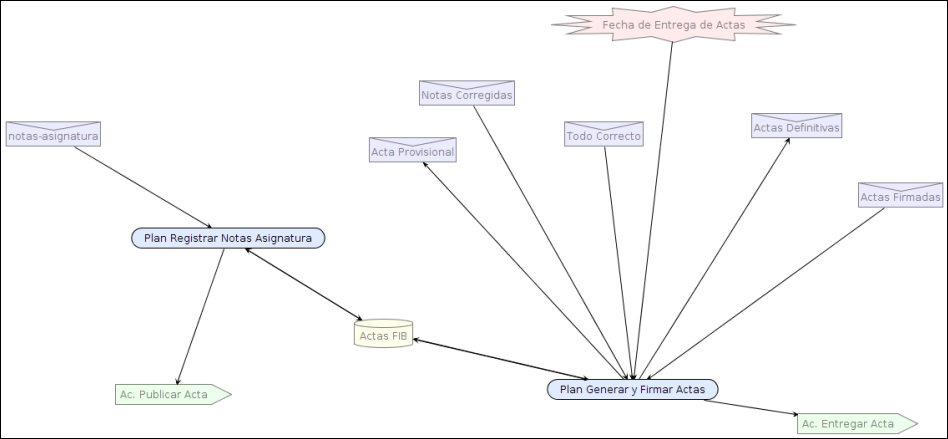 Fecha de Entrega de Actas
Notas Corregidas
notas-asignatura
Acta Provisional
Todo Correcto
Actas Definitivas
Actas Firmadas
Plan Registrar Notas Asignatura
Actas FIB
Plan Generar y Firmar Actas
Ac. Publicar Acta
Ac. Entregar Acta